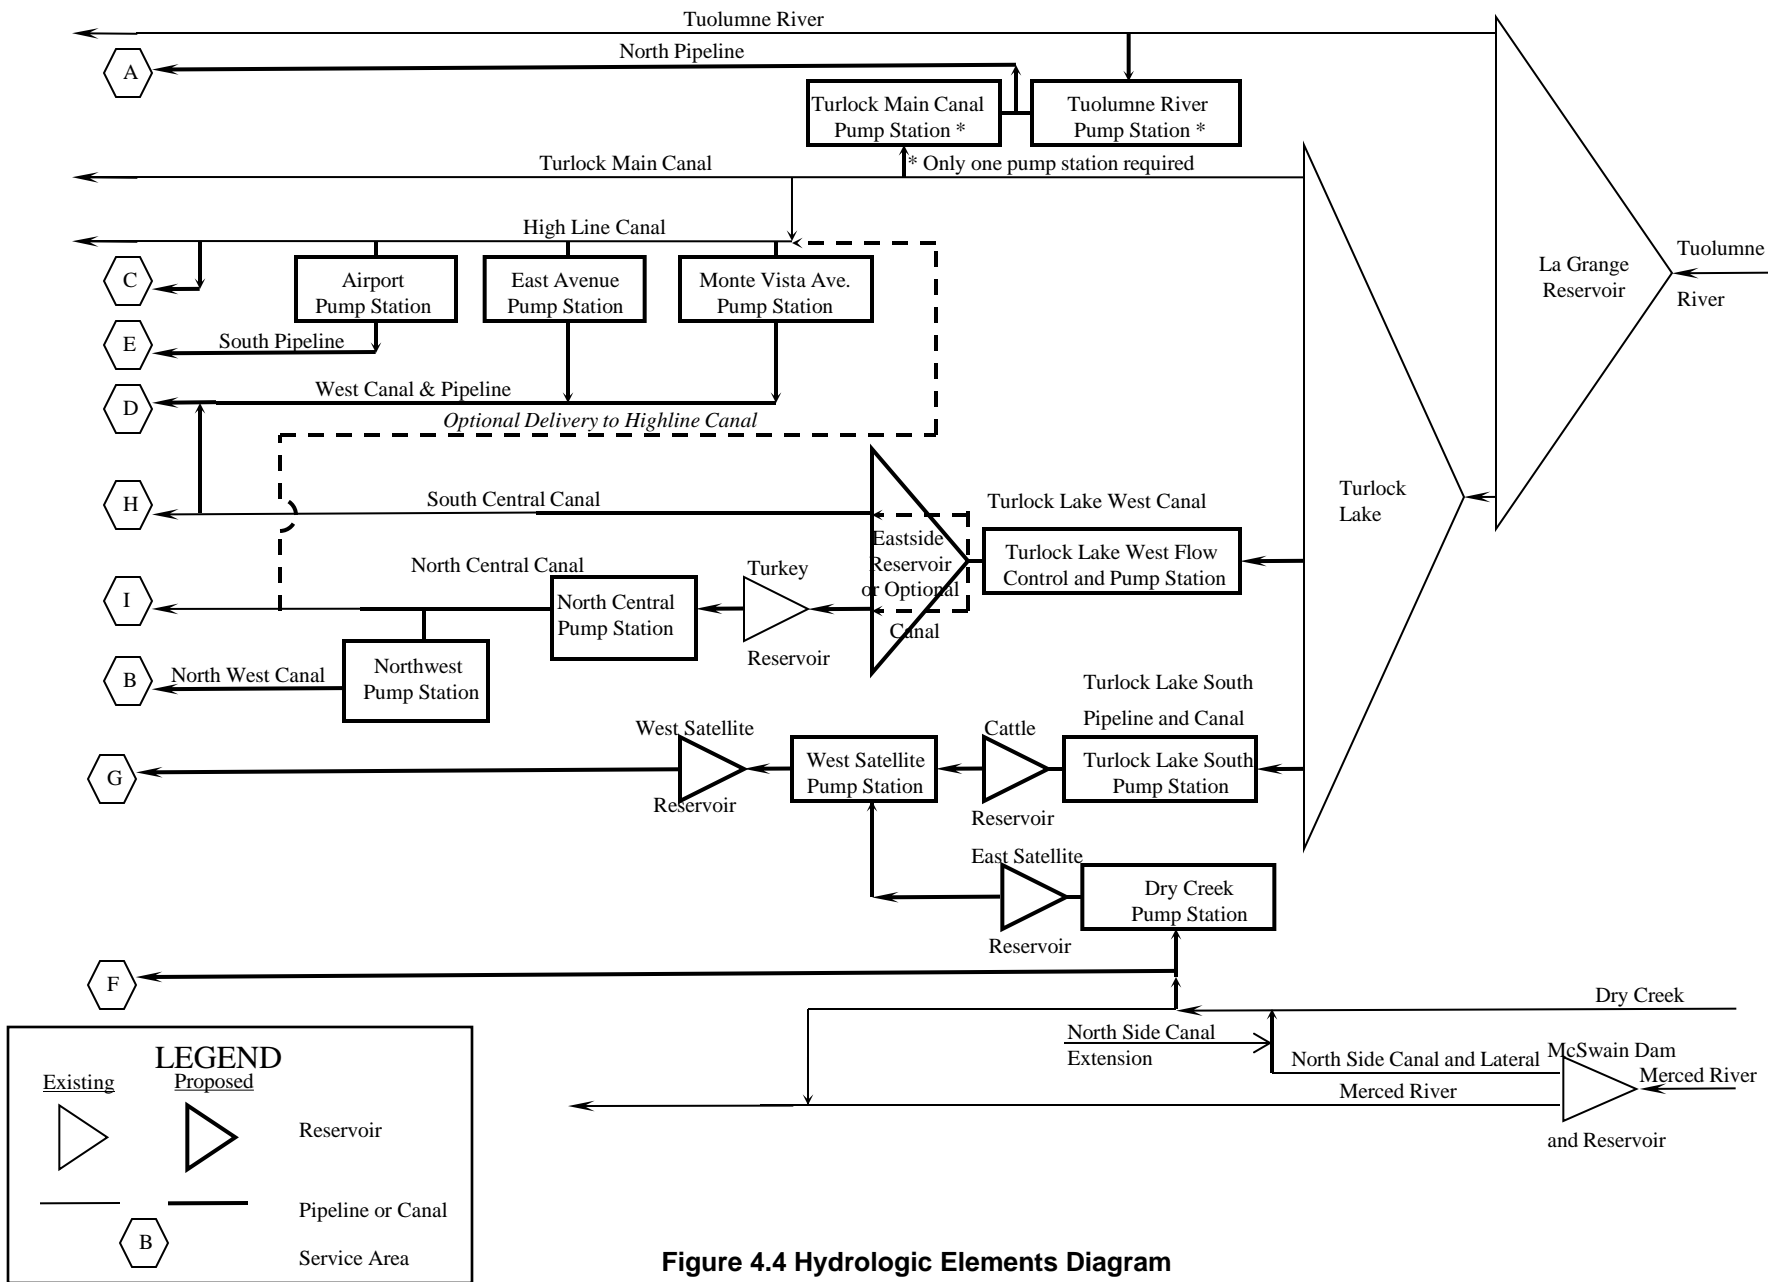 Tuolumne River
North Pipeline
A
Turlock Main Canal
Pump Station *
Tuolumne River
Pump Station *
* Only one pump station required
Turlock Main Canal
High Line Canal
C
Airport
Pump Station
East Avenue
Pump Station
Monte Vista Ave.
Pump Station
La Grange
Reservoir
Tuolumne
River
E
South Pipeline
D
West Canal & Pipeline
Optional Delivery to Highline Canal
H
South Central Canal
Turlock Lake West Canal
Turlock
Lake
Eastside
Reservoir
or Optional
Canal
Turlock Lake West Flow
Control and Pump Station
I
North Central Canal
North Central
Pump Station
Turkey
Reservoir
B
North West Canal
Northwest
Pump Station
Turlock Lake South
Pipeline and Canal
G
West Satellite
Reservoir
West Satellite
Pump Station
Cattle
Reservoir
Turlock Lake South
Pump Station
East Satellite
Reservoir
Dry Creek
Pump Station
F
Dry Creek
North Side Canal
Extension
North Side Canal and Lateral
McSwain Dam
and Reservoir
Merced River
Merced River
LEGEND
Existing
Proposed
Reservoir
Pipeline or Canal
B
Service Area
Figure 4.4 Hydrologic Elements Diagram